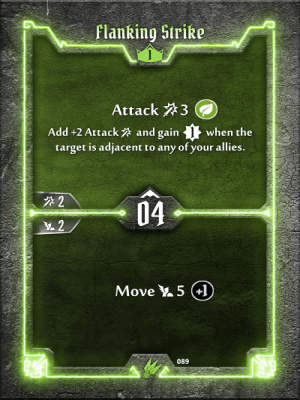 Flanking Strike
1
Attack 3
Add +2 Attack and gain 1 when the
target is adjacent to any of your allies.
2
04
2
Move 5 +1
089